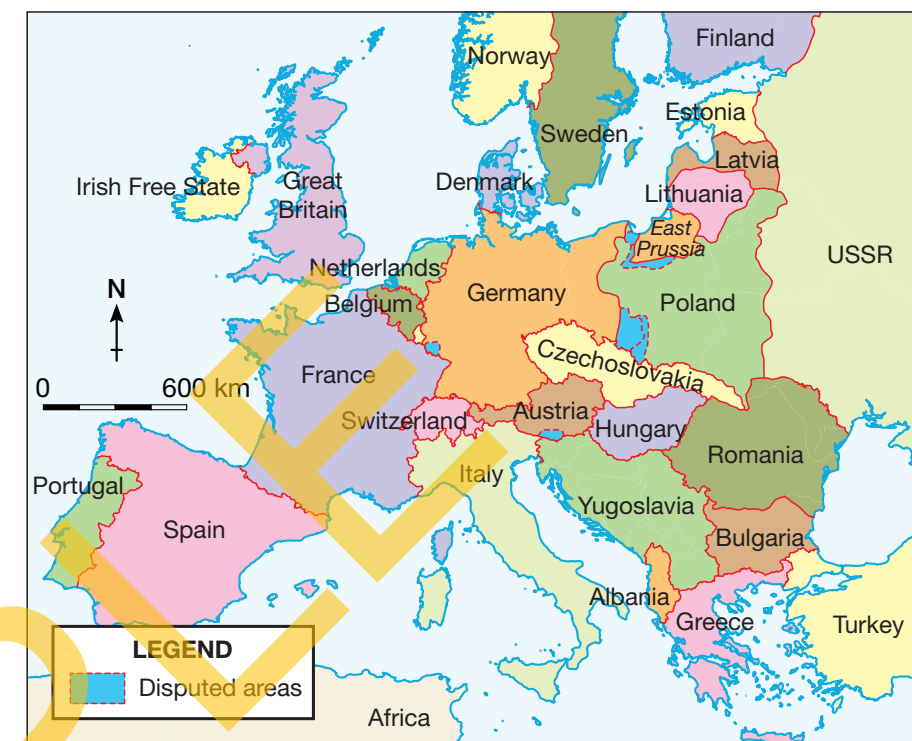 Finland
Norway
Estonia
Sweden
Latvia
Irish Free State
Great
Britain
Denmark
Lithuania
East
Prussia
USSR
Netherlands
Germany
Poland
N
Belgium
Czechoslovakia
France
0 600 km
Switzerland
Austria
Hungary
Romania
Italy
Portugal
Spain
Yugoslavia
Bulgaria
Albania
Greece
Turkey
LEGEND
Disputed areas
Africa